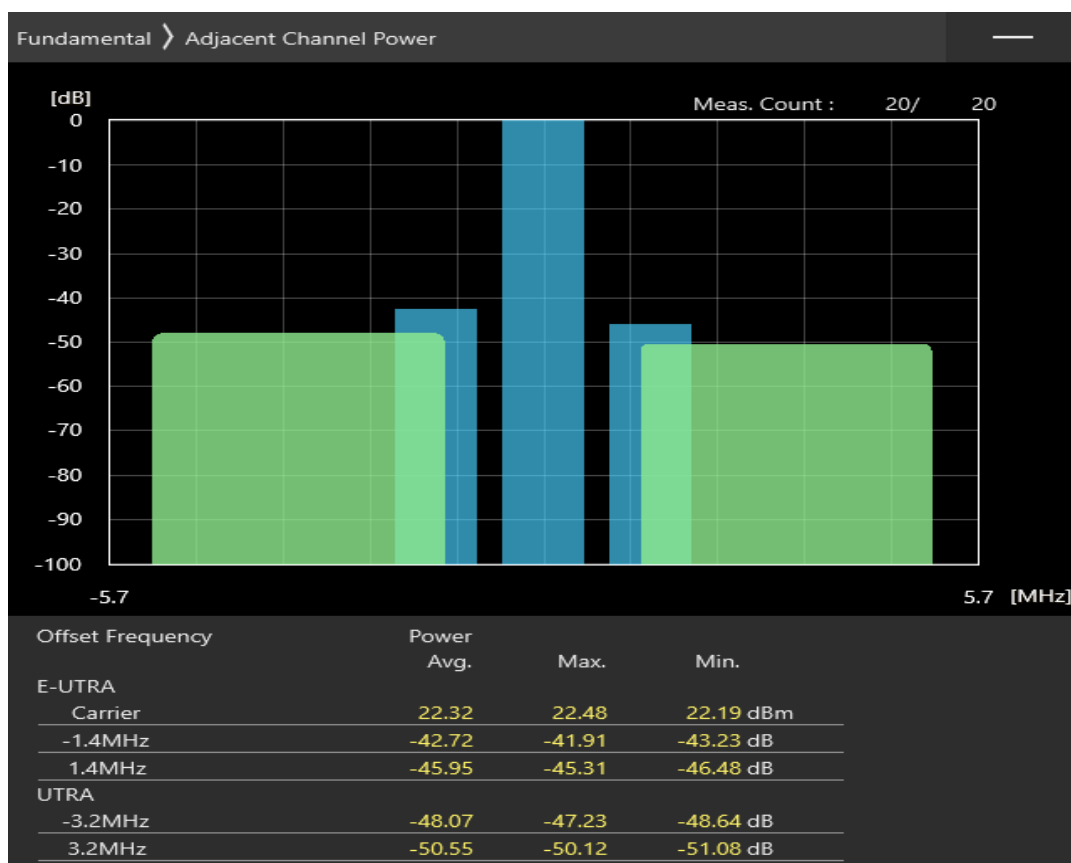 Fundamental 〉 Adjacent Channel Power
[dB]
Meas. Count : 20/ 20
0
-10
-20
-30
-40
-50
-60
-70
-80
-90
-100
-5.7 5.7 [MHz]
Offset Frequency Power
Avg. Max. Min.
E-UTRA
Carrier 22.32 22.48 22.19 dBm
-1.4MHz -42.72 -41.91 -43.23 dB
1.4MHz -45.95 -45.31 -46.48 dB
UTRA
-3.2MHz -48.07 -47.23 -48.64 dB
3.2MHz -50.55 -50.12 -51.08 dB